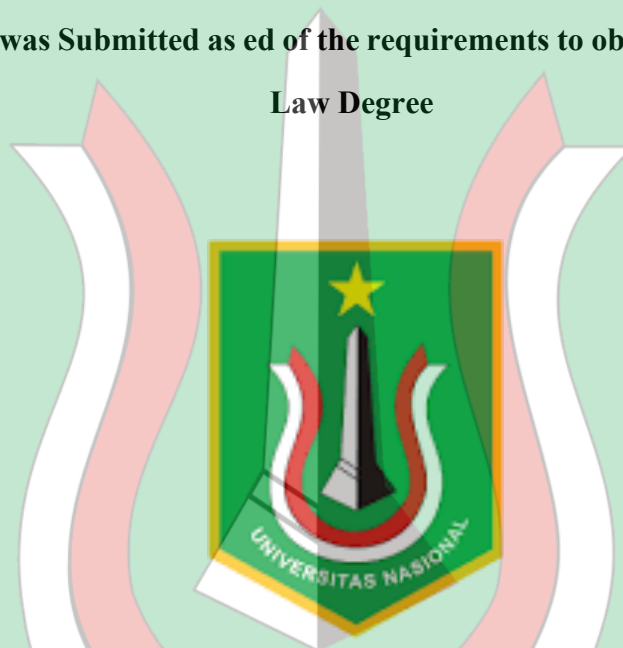 was Submitted as ed of the requirements to ob
Law Degree
UNIVERSITAS NASIONAL